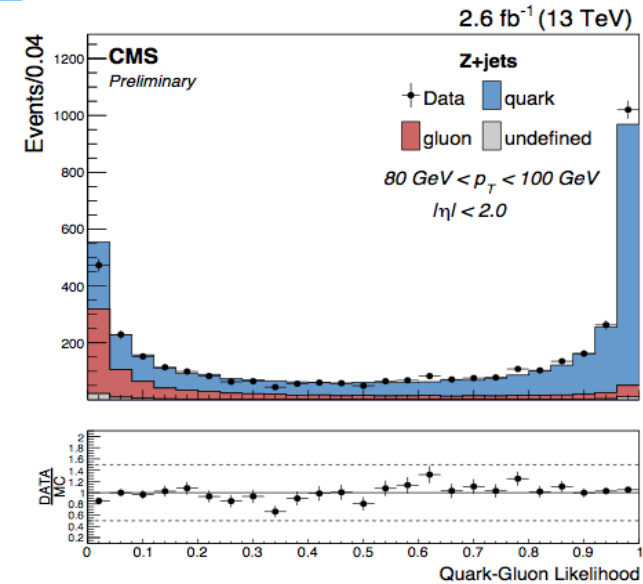 2.6 fb⁻¹ (13 TeV)
CMS
Preliminary
Z+jets
Data quark
gluon undefined
80 GeV < p_T < 100 GeV
|η| < 2.0
Events/0.04
1200
1000
800
600
400
200
DATA
MC
2
1.8
1.6
1.4
1.2
1
0.8
0.6
0.4
0.2
0 0.1 0.2 0.3 0.4 0.5 0.6 0.7 0.8 0.9 1
Quark-Gluon Likelihood